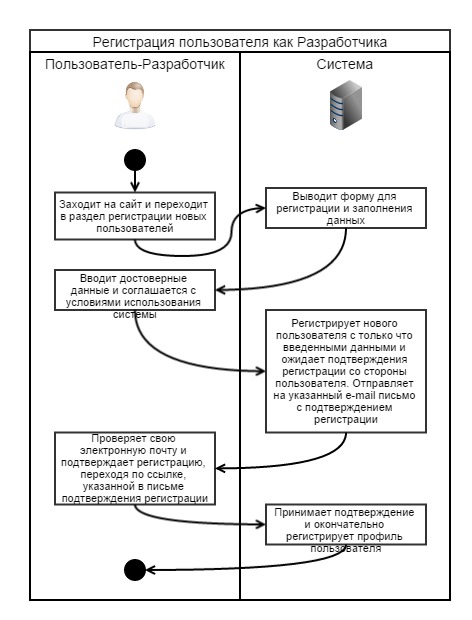 Регистрация пользователя как Разработчика
Пользователь-Разработчик
Система
Заходит на сайт и переходит
в раздел регистрации новых
пользователей
Выводит форму для
регистрации и заполнения
данных
Вводит достоверные
данные и соглашается с
условиями использования
системы
Регистрирует нового
пользователя с только что
введенными данными и
ожидает подтверждения
регистрации со стороны
пользователя. Отправляет
на указанный e-mail письмо
с подтверждением
регистрации
Проверяет свою
электронную почту и
подтверждает регистрацию,
переходя по ссылке,
указанной в письме
подтверждения регистрации
Принимает подтверждение
и окончательно
регистрирует профиль
пользователя